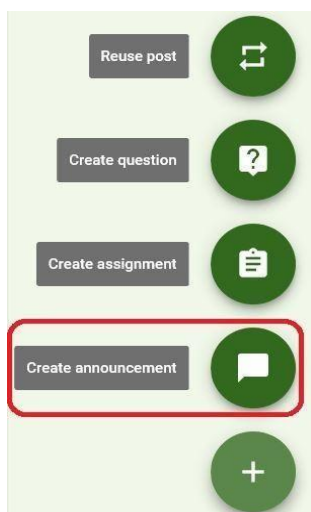 Reuse post
Create question
Create assignment
Create announcement